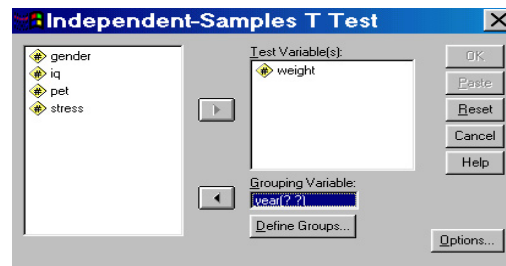 Independent-Samples T Test
gender
iq
pet
stress
Test Variable(s):
weight
Grouping Variable:
year(? ?)
Define Groups...
OK
Paste
Reset
Cancel
Help
Options...